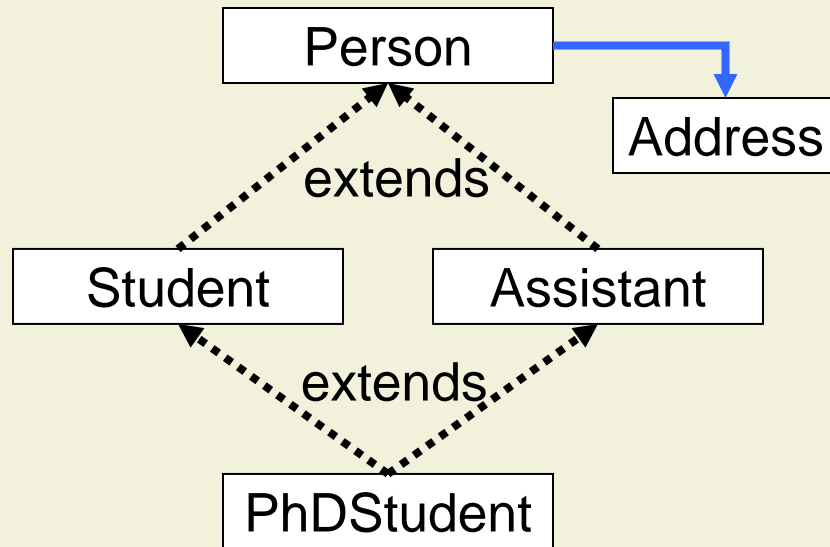 Person
Address
extends
Student
Assistant
extends
PhDStudent